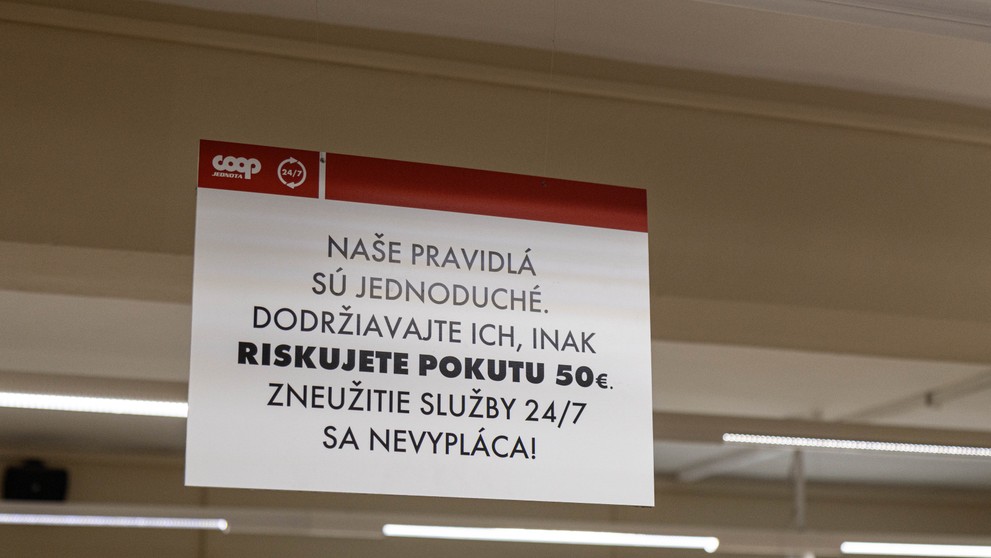 coop
JEDNOTA
24/7
NAŠE PRAVIDLÁ
SÚ JEDNODUCHÉ.
DODRŽIAVAJTE ICH, INAK
RISKUJETE POKUTU 50€.
ZNEUŽITIE SLUŽBY 24/7
SA NEVYPLÁCA!